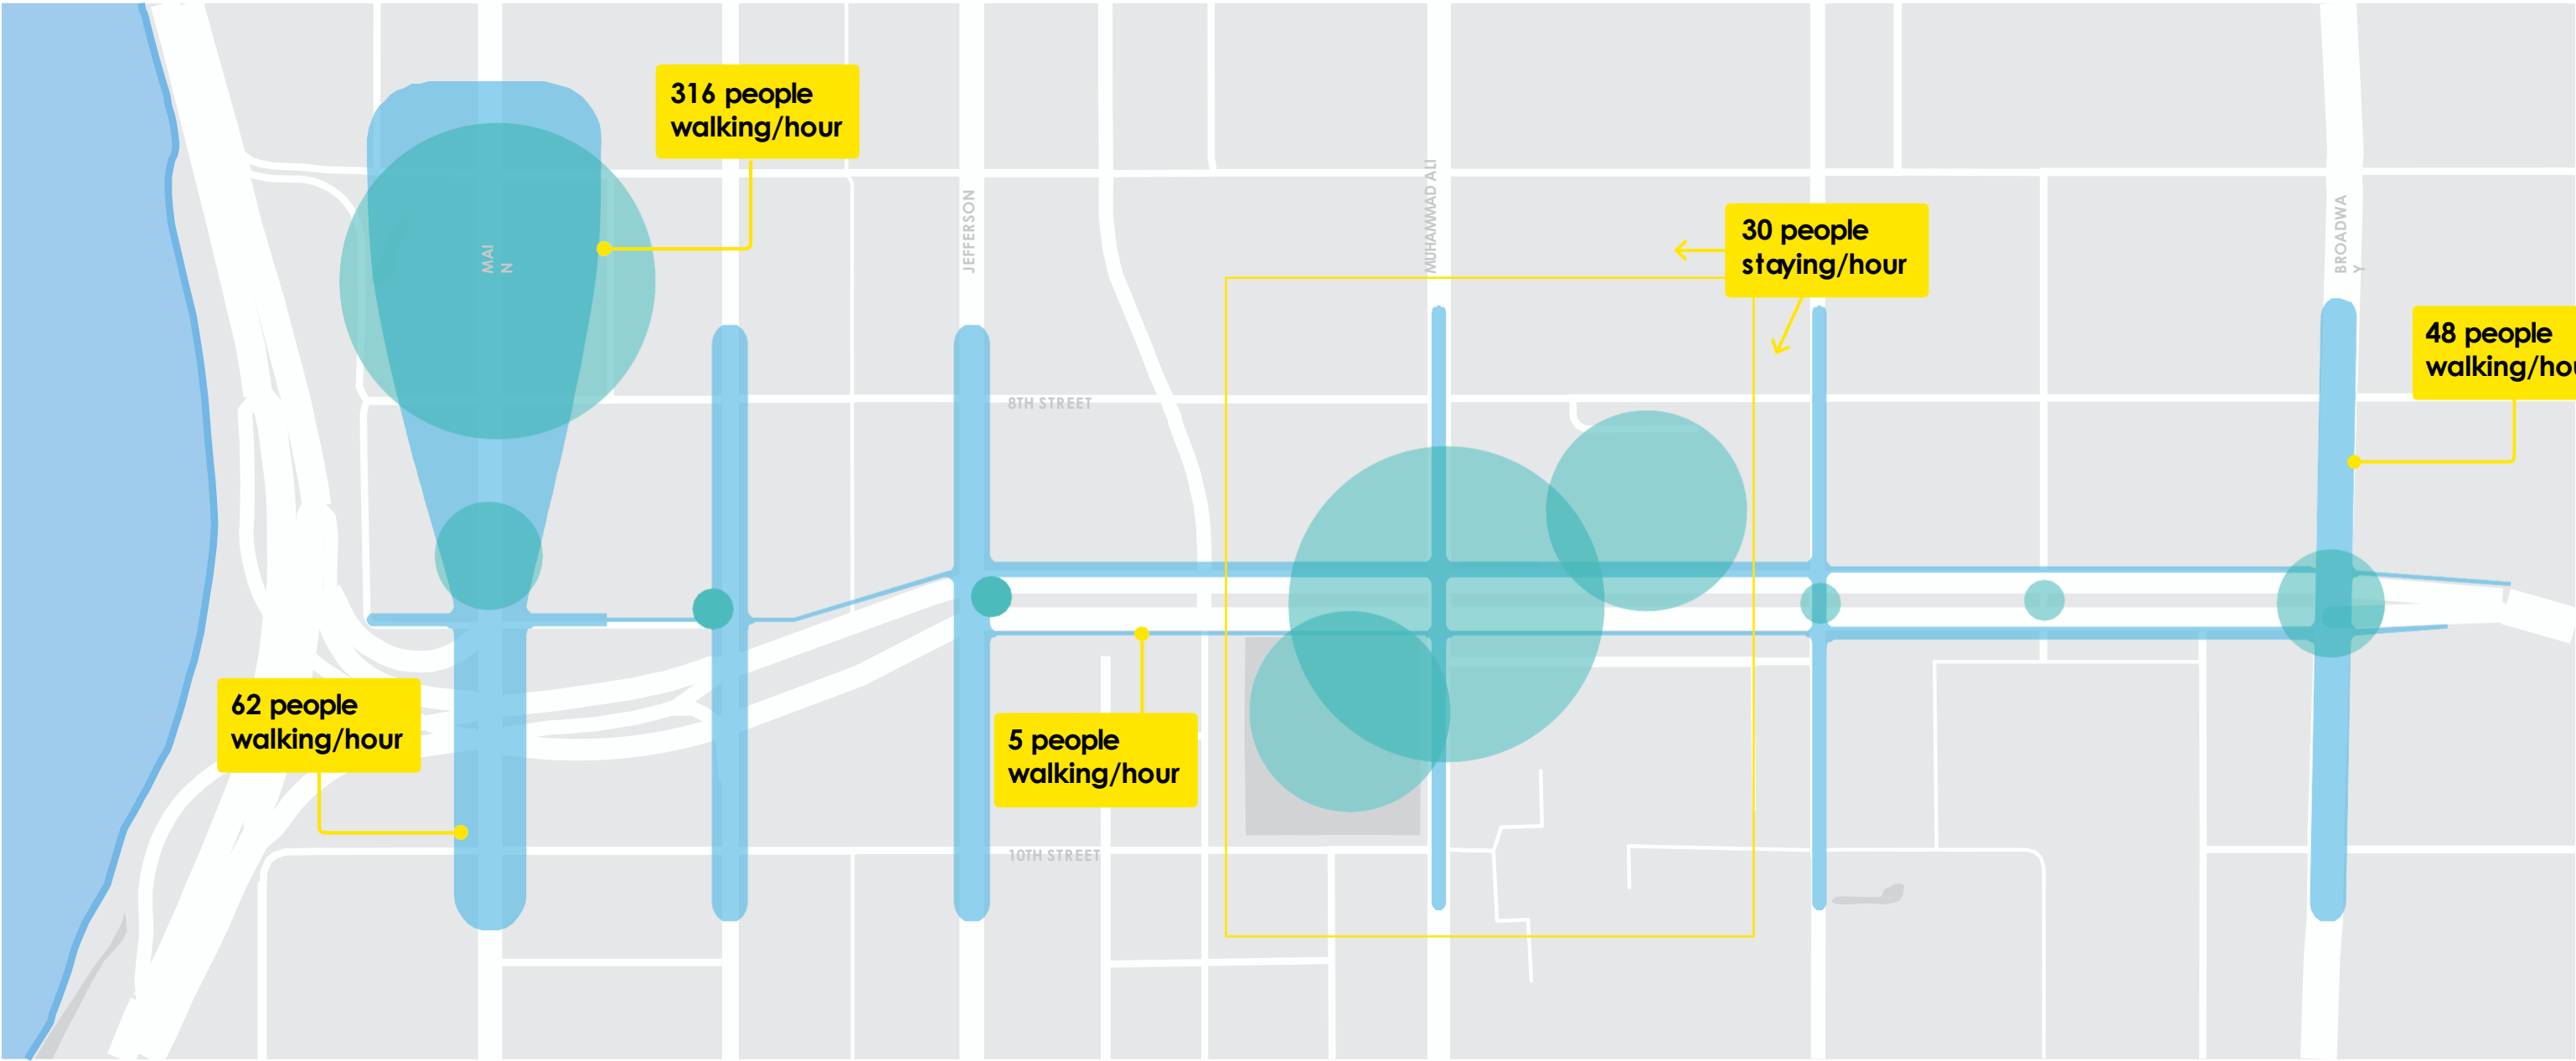 316 people
walking/hour
MUHAMMAD ALI
JEFFERSON
BROADWA
Y
MAI
N
30 people
staying/hour
48 people
walking/hou
8TH STREET
62 people
walking/hour
5 people
walking/hour
10TH STREET